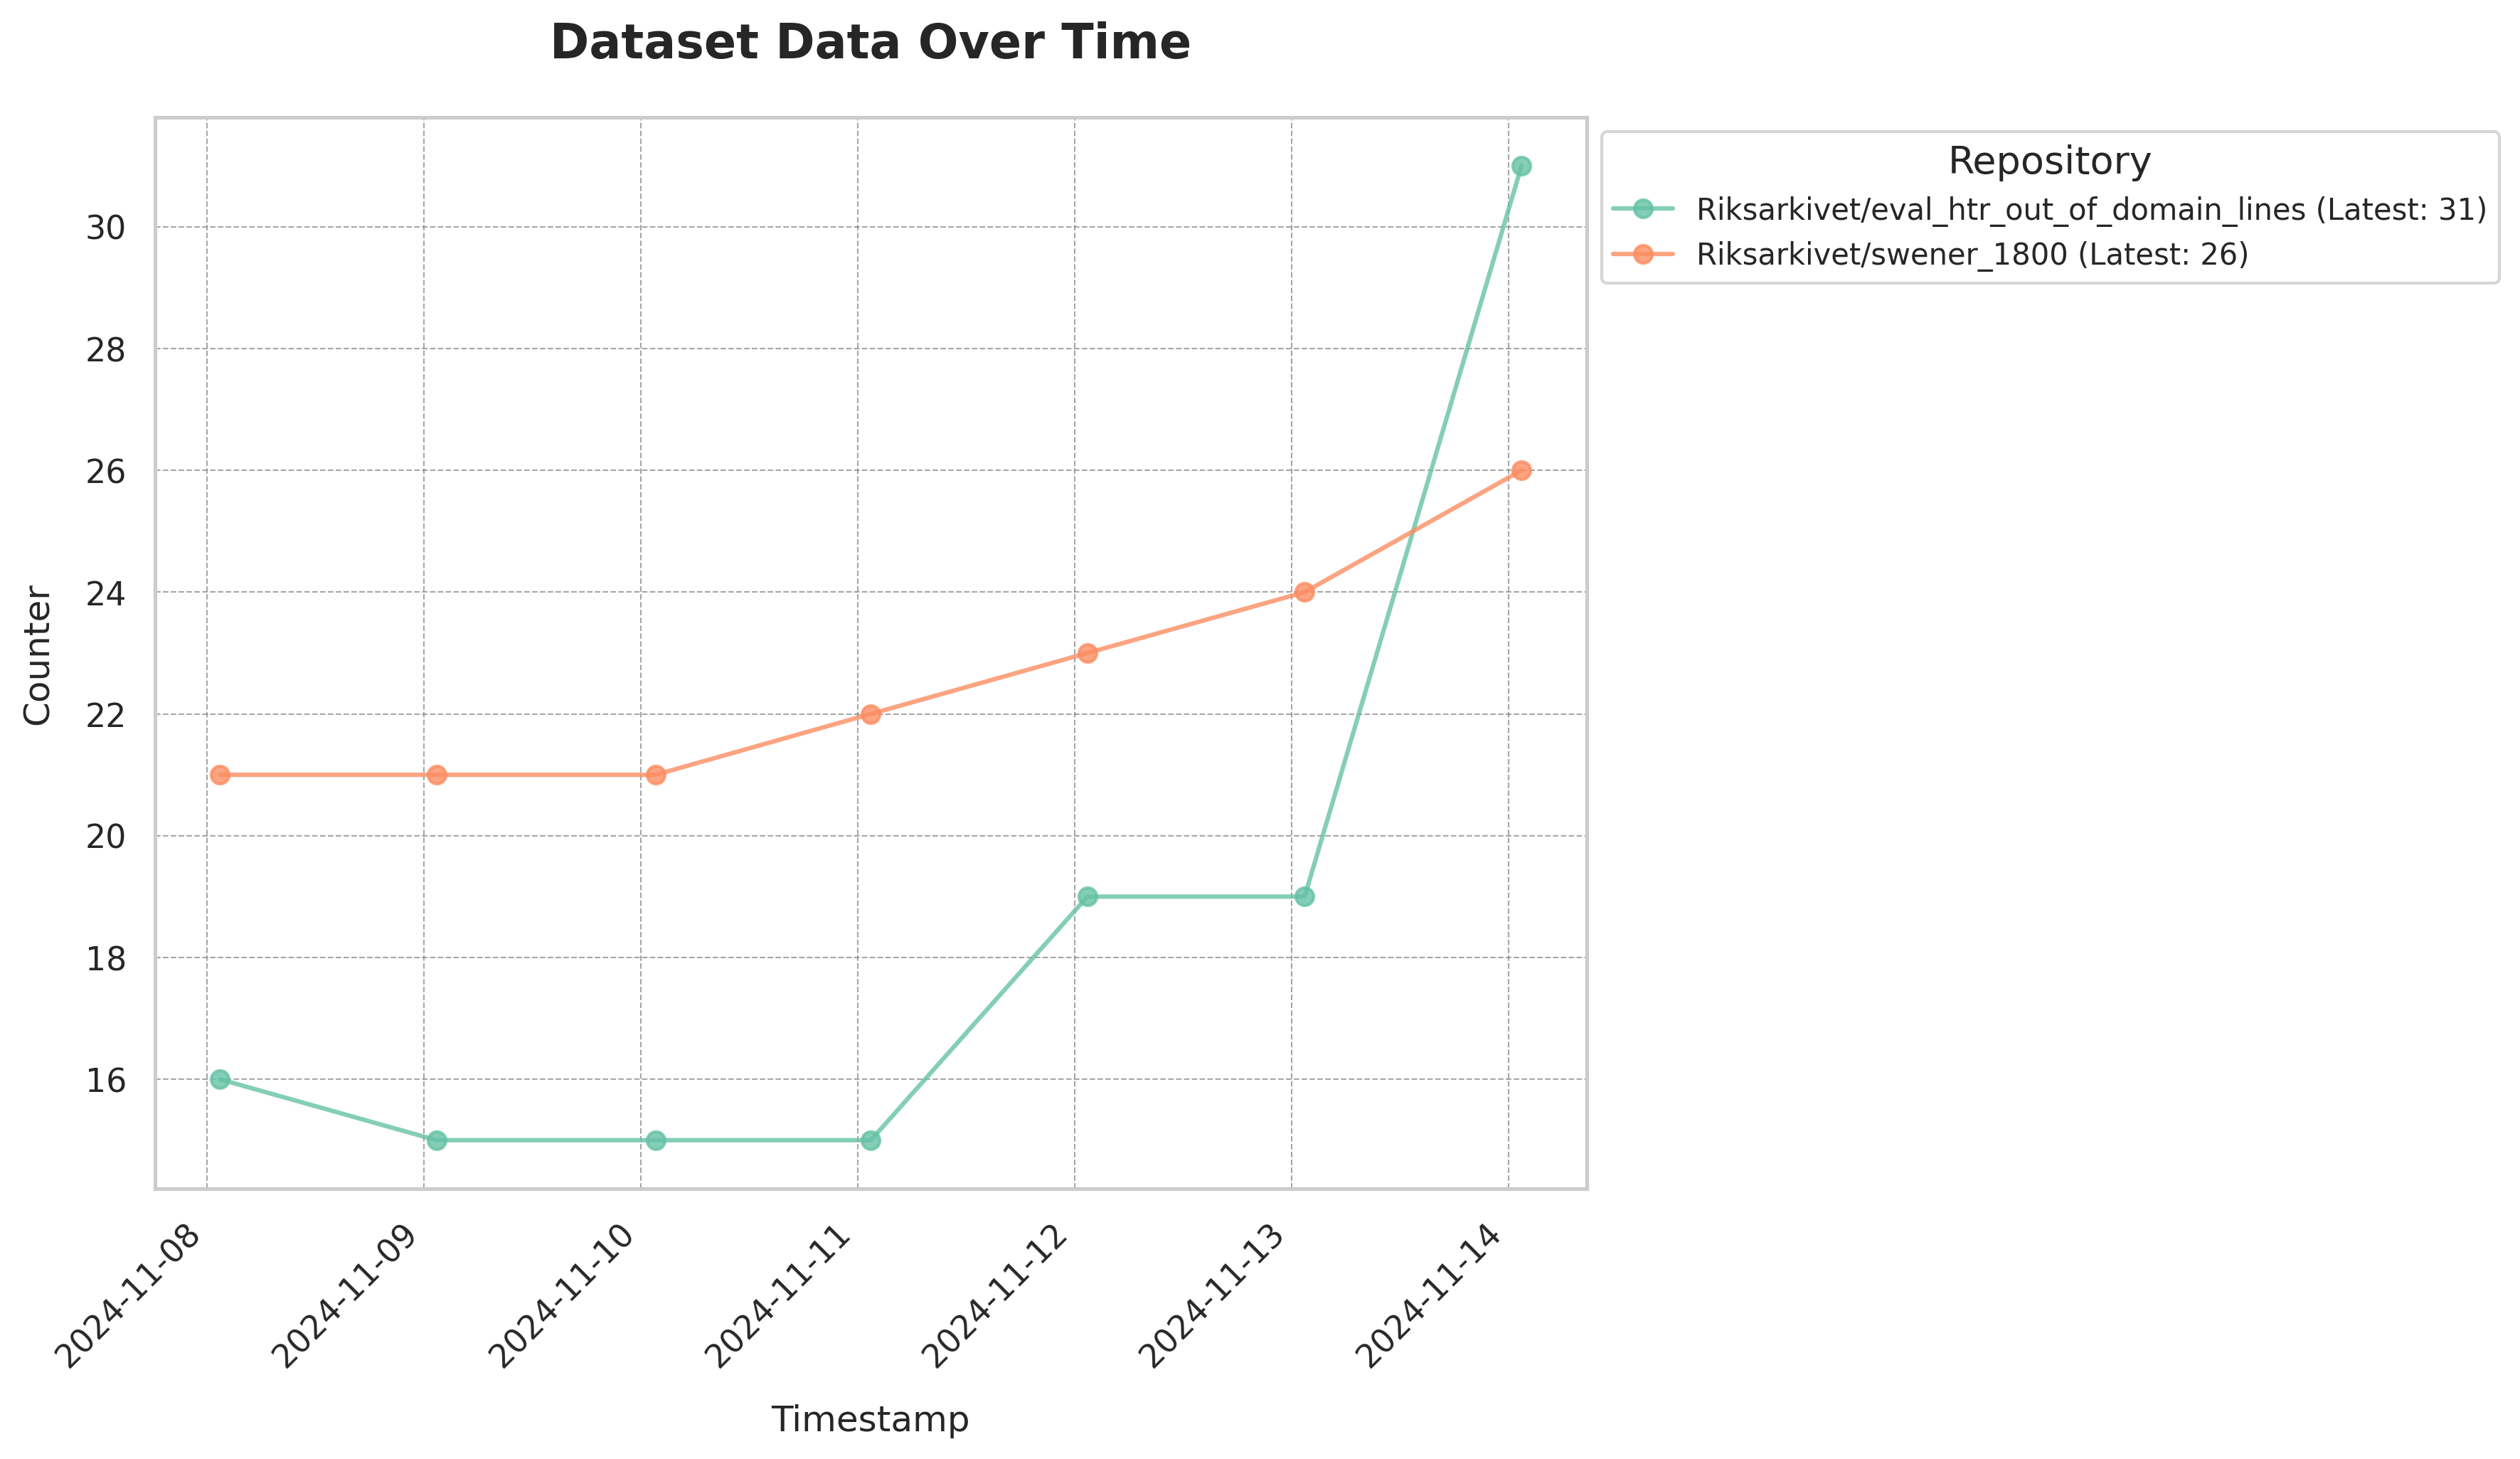 Dataset Data Over Time
Repository
Riksarkivet/eval_htr_out_of_domain_lines (Latest: 31)
Riksarkivet/swener_1800 (Latest: 26)
Counter
30
28
26
24
22
20
18
16
2024-11-08
2024-11-09
2024-11-10
2024-11-11
2024-11-12
2024-11-13
2024-11-14
Timestamp